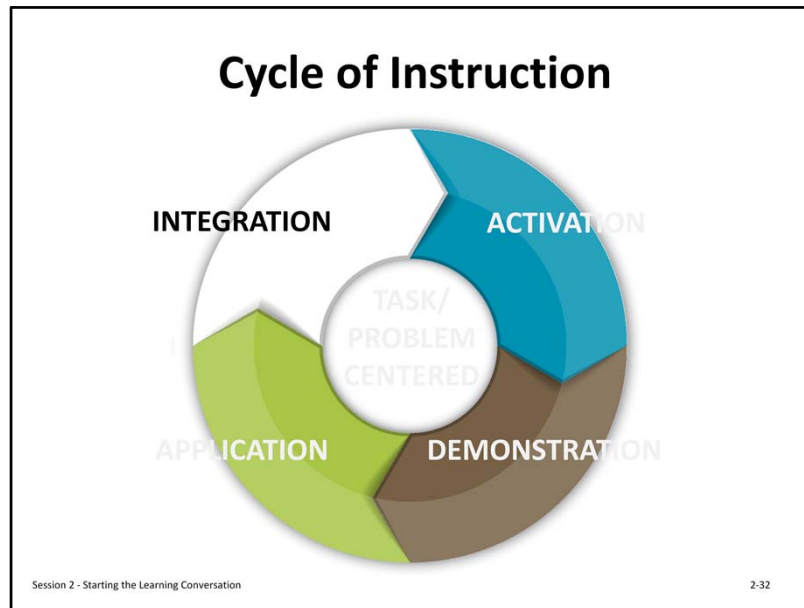 Cycle of Instruction
INTEGRATION
ACTIVATION
TASK/
PROBLEM
CENTERED
APPLICATION
DEMONSTRATION
Session 2 - Starting the Learning Conversation
2-32